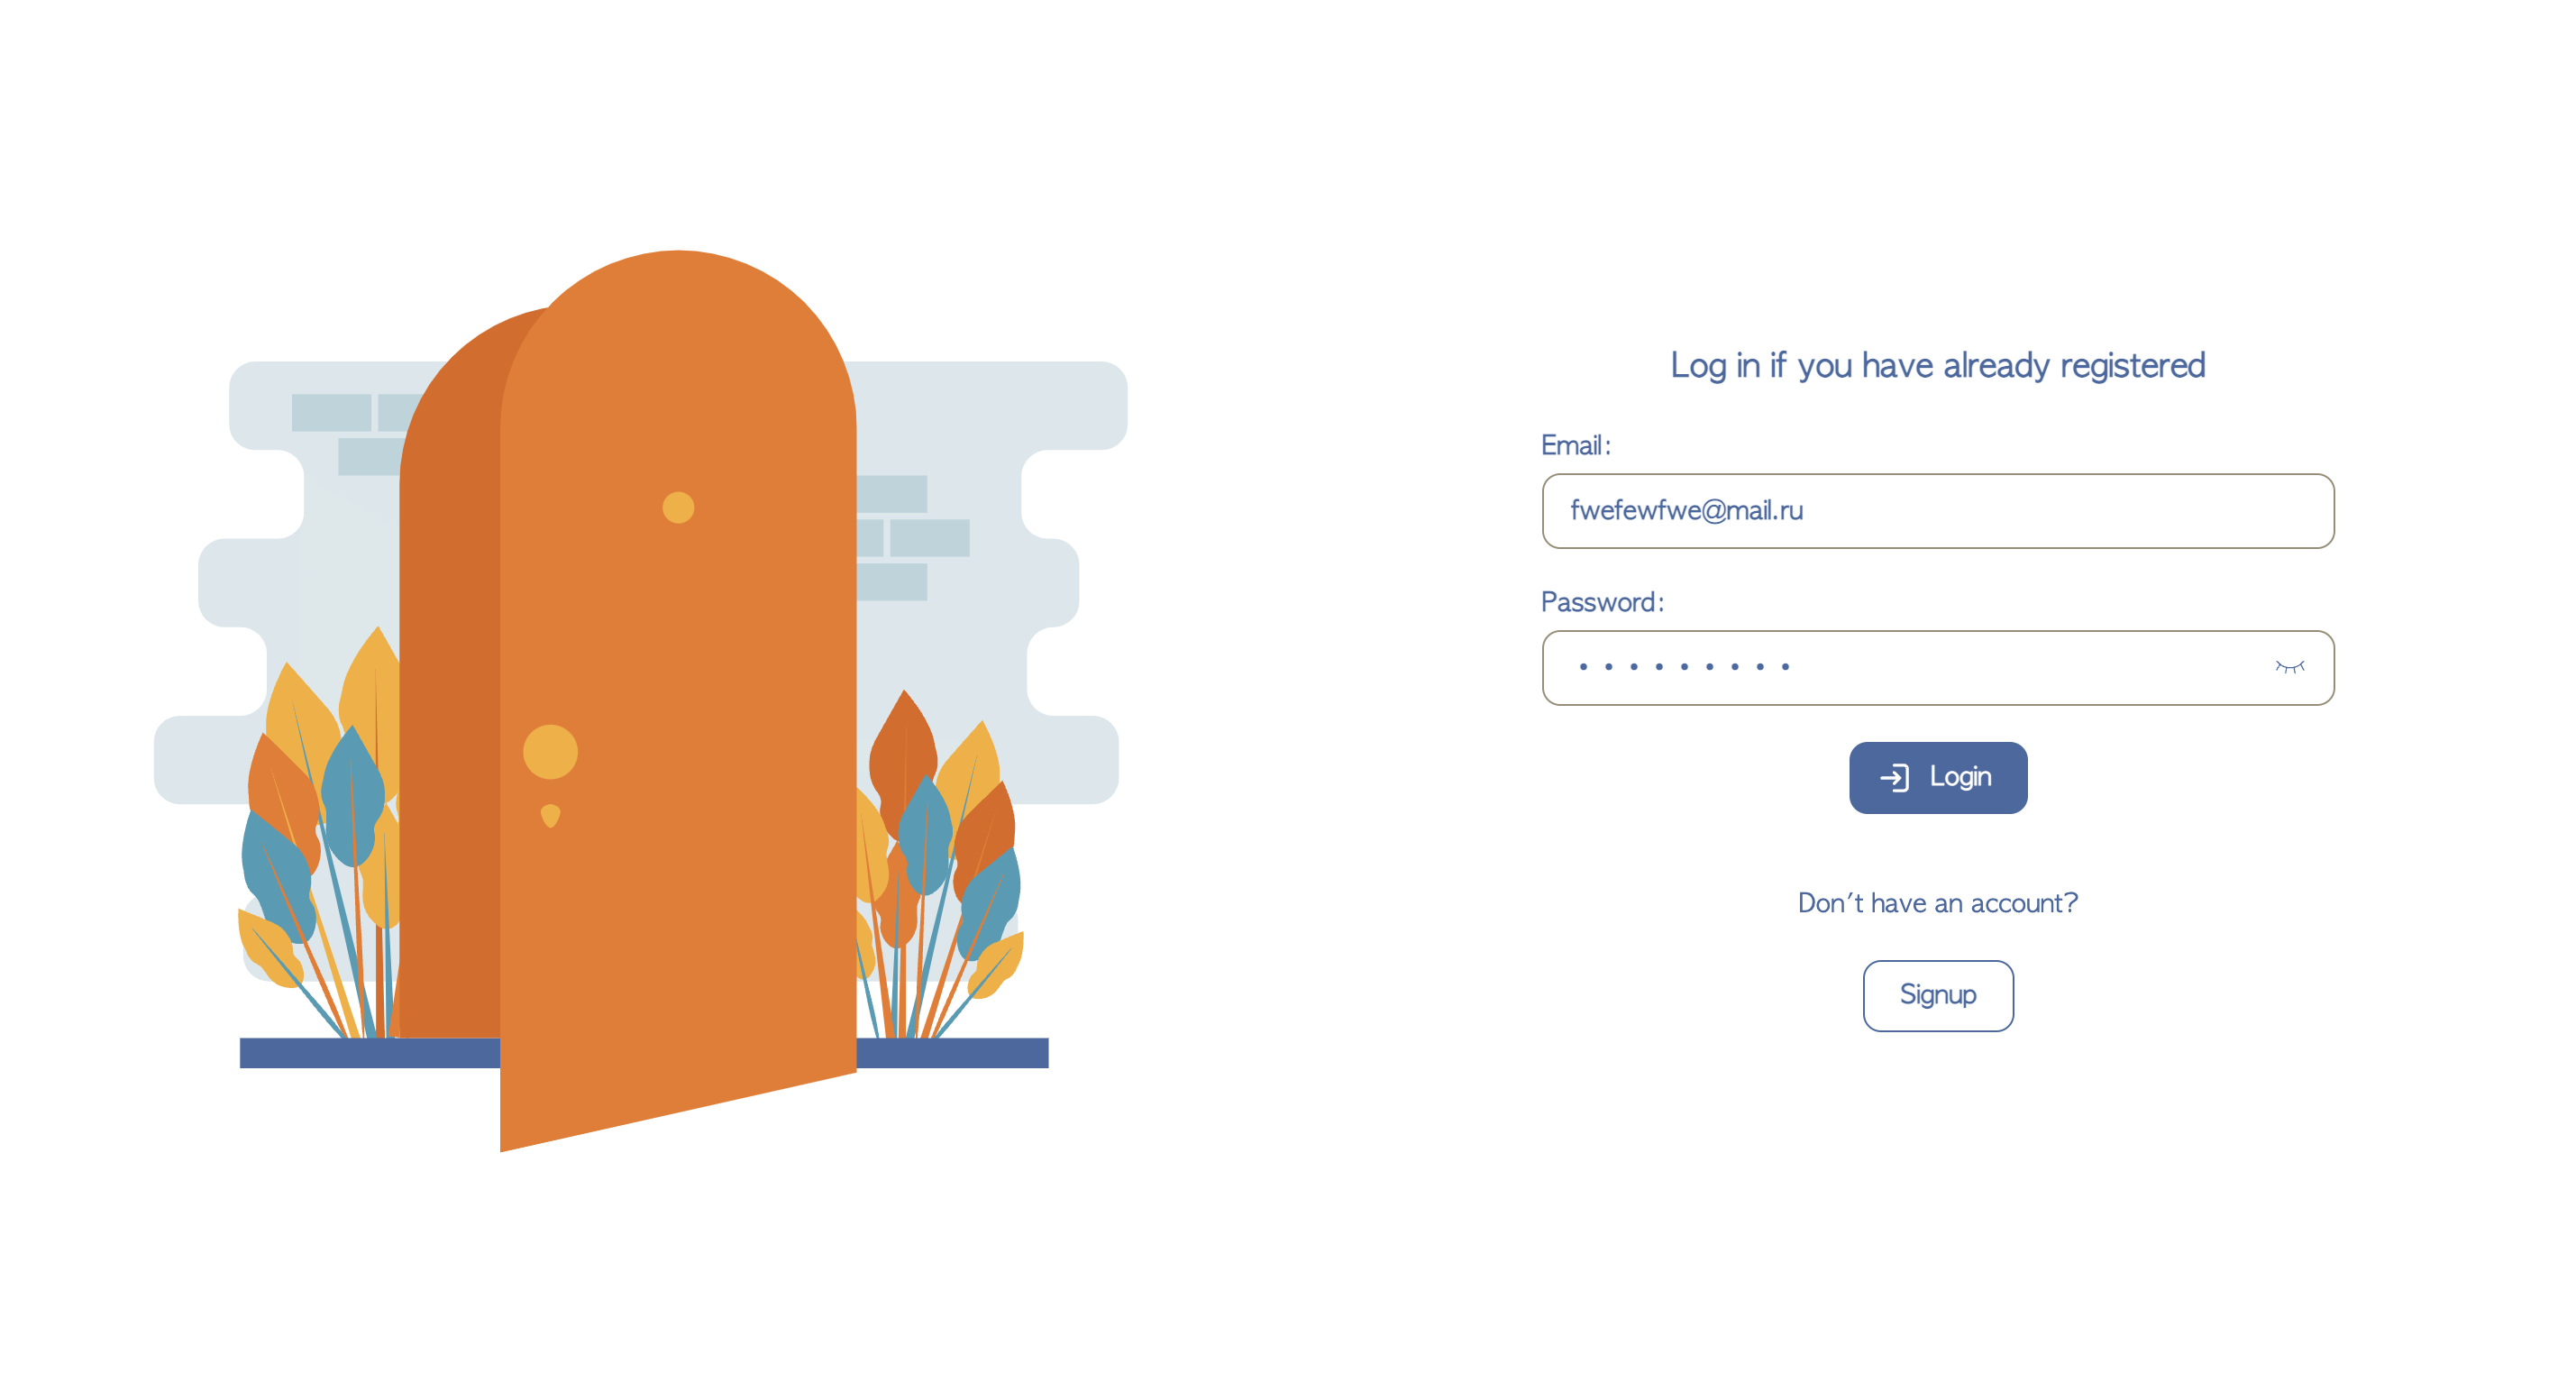 Log in if you have already registered
Email:
fwefewfwe@mail.ru
Password:
•••••••••
Login
Don't have an account?
Signup